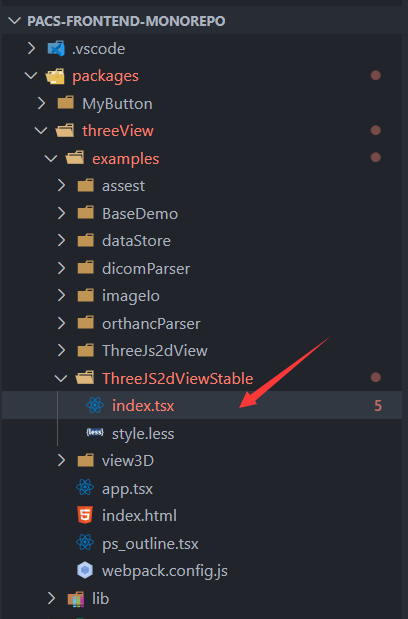 PACS-FRONTEND-MONOREPO
.vscode
packages
MyButton
threeView
examples
assest
BaseDemo
dataStore
dicomParser
imageIo
orthancParser
ThreeJs2dView
ThreeJS2dViewStable
index.tsx 5
{less} style.less
view3D
app.tsx
index.html
ps_outline.tsx
webpack.config.js
lib